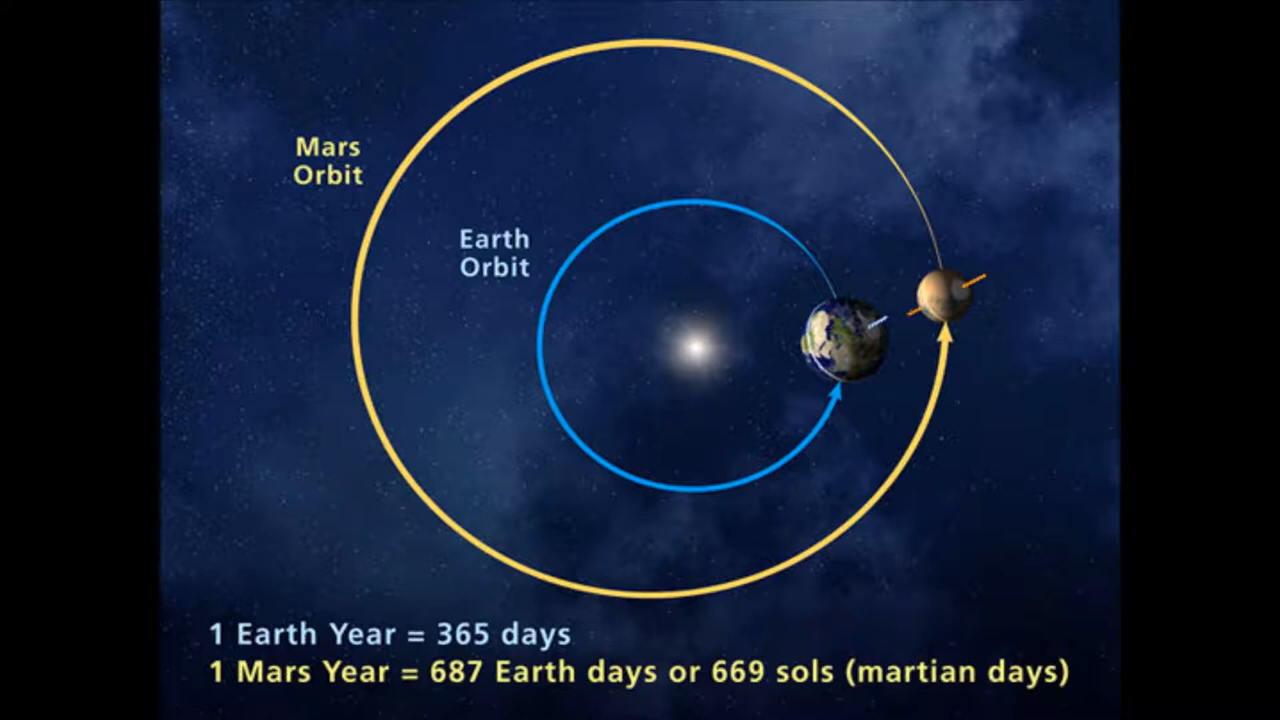 Mars
Orbit
Earth
Orbit
1 Earth Year = 365 days
1 Mars Year = 687 Earth days or 669 sols (martian days)